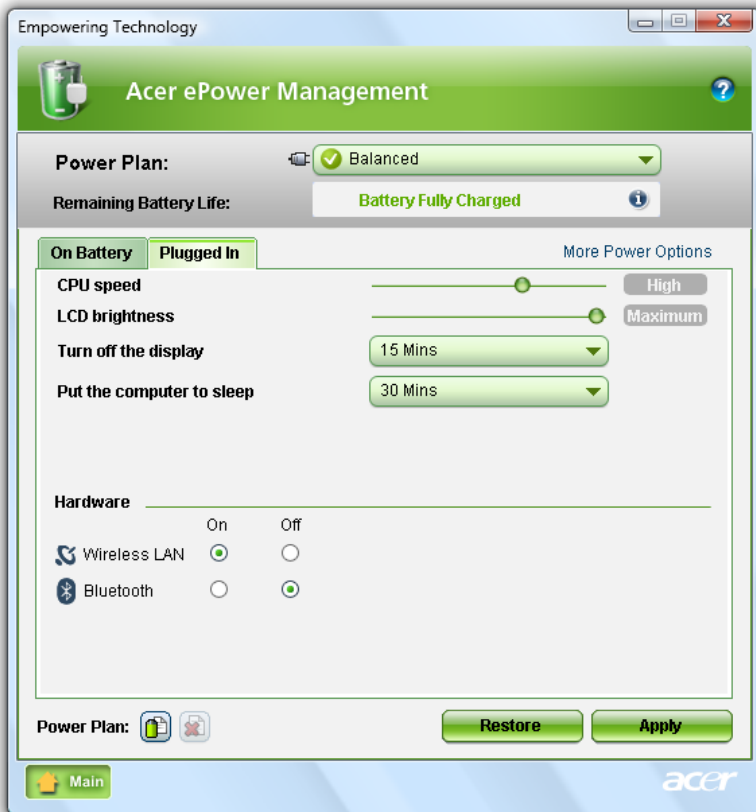 Empowering Technology
Acer ePower Management
?
Power Plan: Balanced
Remaining Battery Life: Battery Fully Charged i
On Battery Plugged In More Power Options
CPU speed High
LCD brightness Maximum
Turn off the display 15 Mins
Put the computer to sleep 30 Mins
Hardware
On Off
Wireless LAN
Bluetooth
Power Plan: Restore Apply
Main acer